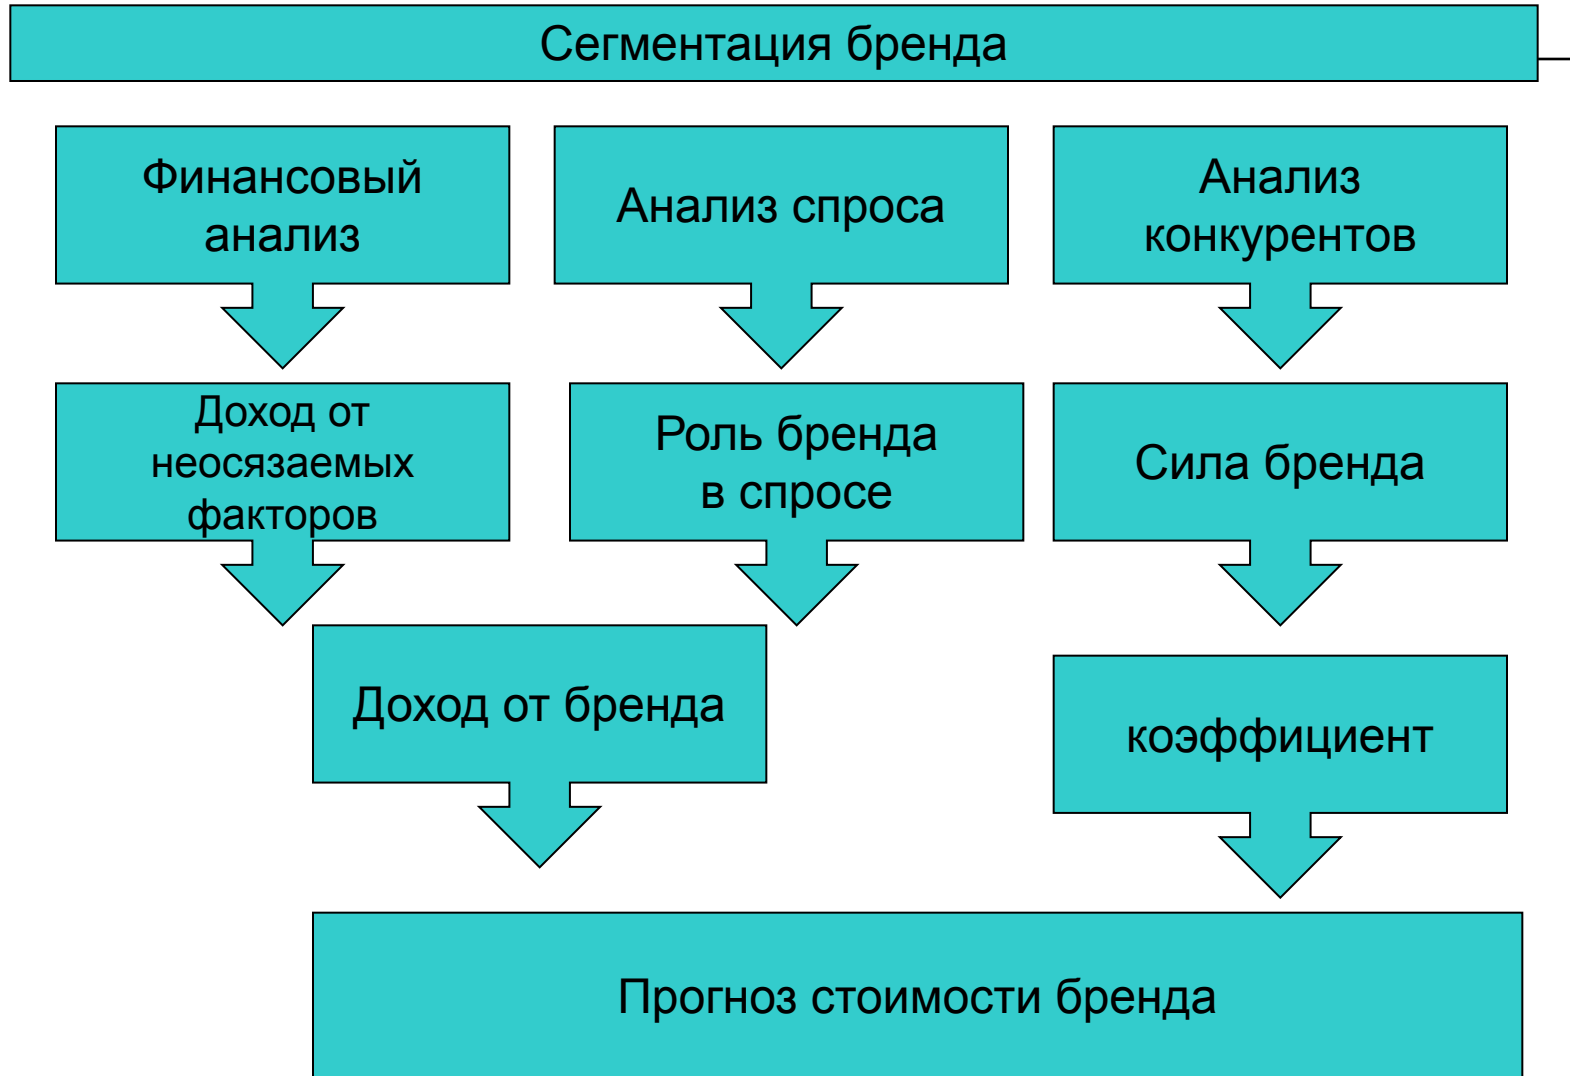 Сегментация бренда
Финансовый
анализ
Анализ спроса
Анализ
конкурентов
Доход от
неосязаемых
факторов
Роль бренда
в спросе
Сила бренда
Доход от бренда
коэффициент
Прогноз стоимости бренда